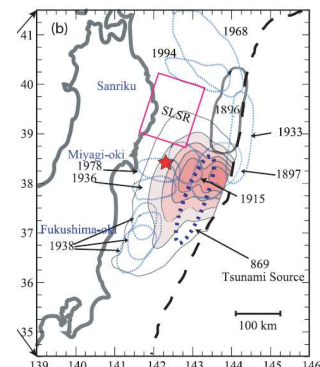 (b)
41
40
39
38
37
36
35
1968
1994
Sanriku
SLSR
1896
1933
Miyagi-oki
1978
1936
1897
1915
Fukushima-oki
1938
869
Tsunami Source
100 km
139 140 141 142 143 144 145 146